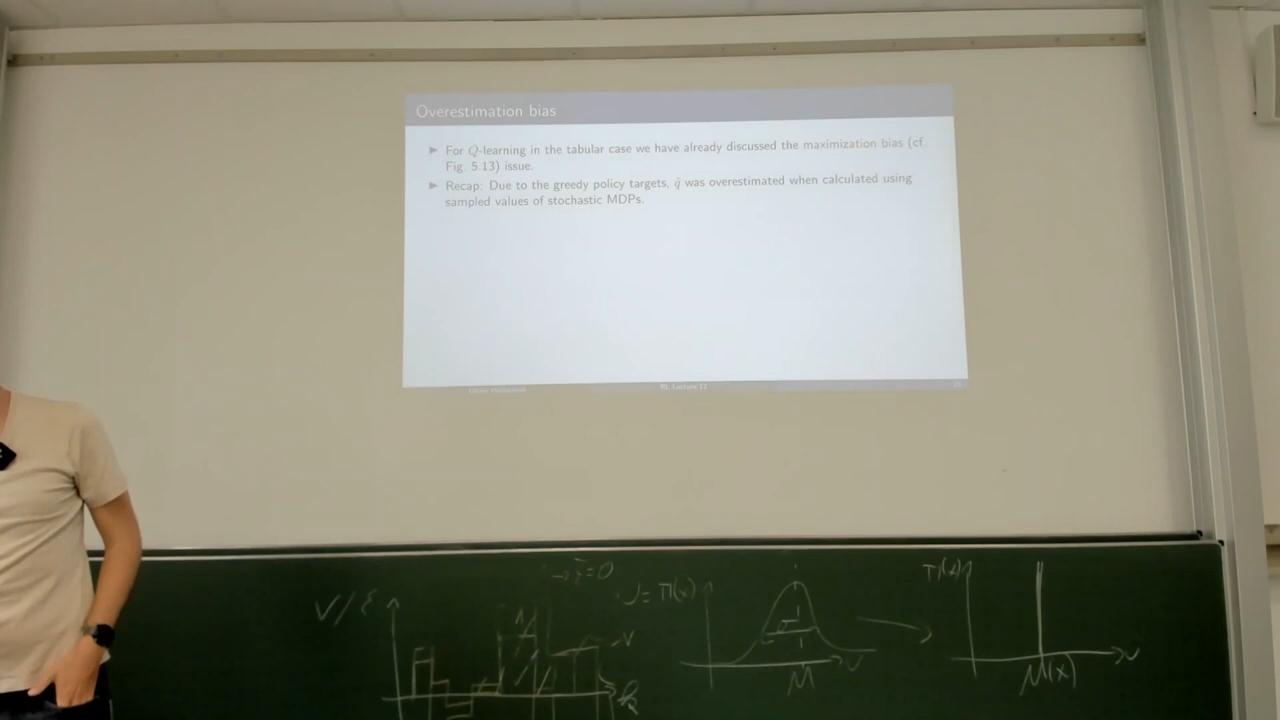 Overestimation bias
▶ For Q-learning in the tabular case we have already discussed the maximization bias (cf.
Fig. 5.13) issue.
▶ Recap: Due to the greedy policy targets, q̂ was overestimated when calculated using
sampled values of stochastic MDPs.
RL Lecture 12
V/ε
U = Π(x)
σ
M
U
Π(x)
M(x)
U